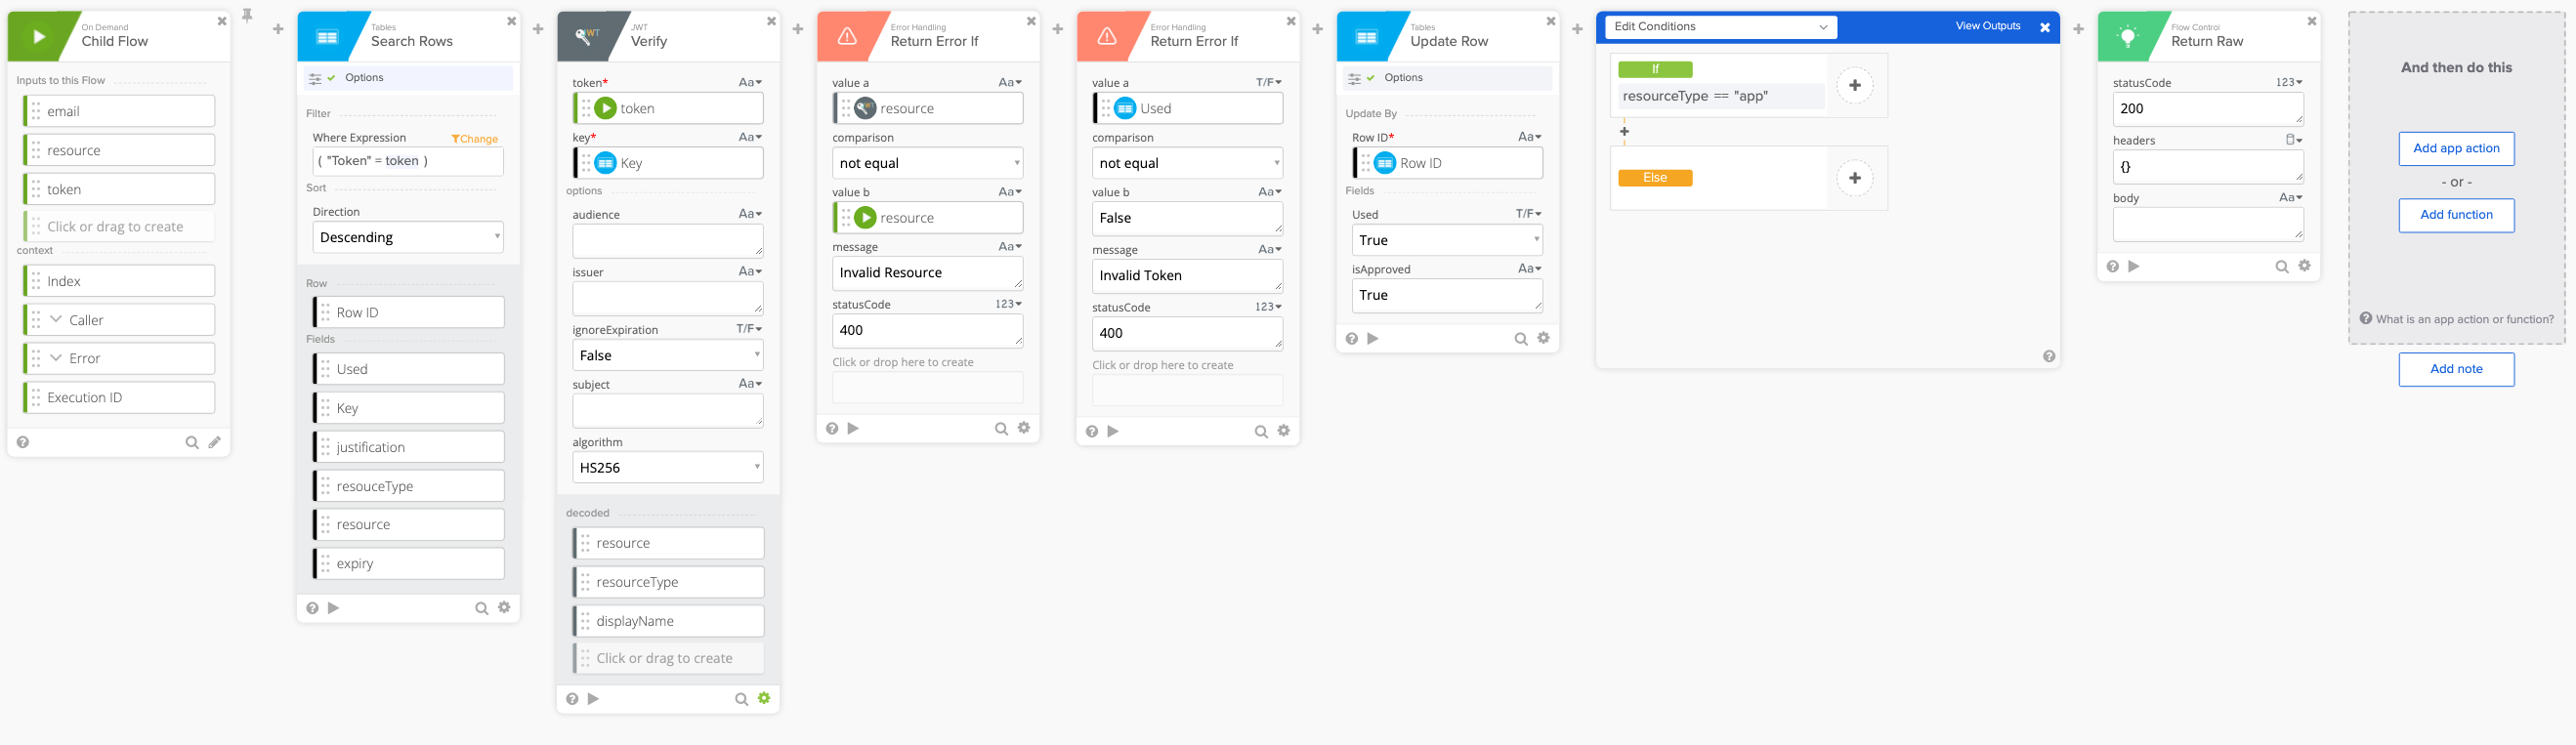 On Demand
Child Flow
Inputs to this Flow
email
resource
token
Click or drag to create
context
Index
Caller
Error
Execution ID
Tables
Search Rows
Options
Filter
Where Expression
Change
( "Token" = token )
Sort
Direction
Descending
Row
Row ID
Fields
Used
Key
justification
resouceType
resource
expiry
JWT
JWT
Verify
token* Aa
token
key* Aa
Key
options
audience Aa
issuer Aa
ignoreExpiration T/F
False
subject Aa
algorithm
HS256
decoded
resource
resourceType
displayName
Click or drag to create
Error Handling
Return Error If
value a Aa
resource
comparison
not equal
value b Aa
resource
message Aa
Invalid Resource
statusCode 123
400
Click or drop here to create
Error Handling
Return Error If
value a T/F
Used
comparison
not equal
value b Aa
False
message Aa
Invalid Token
statusCode 123
400
Click or drop here to create
Tables
Update Row
Options
Update By
Row ID* Aa
Row ID
Fields
Used T/F
True
isApproved Aa
True
Edit Conditions
View Outputs
If
resourceType == "app"
Else
Flow Control
Return Raw
statusCode 123
200
headers
{}
body Aa
And then do this
Add app action
- or -
Add function
What is an app action or function?
Add note